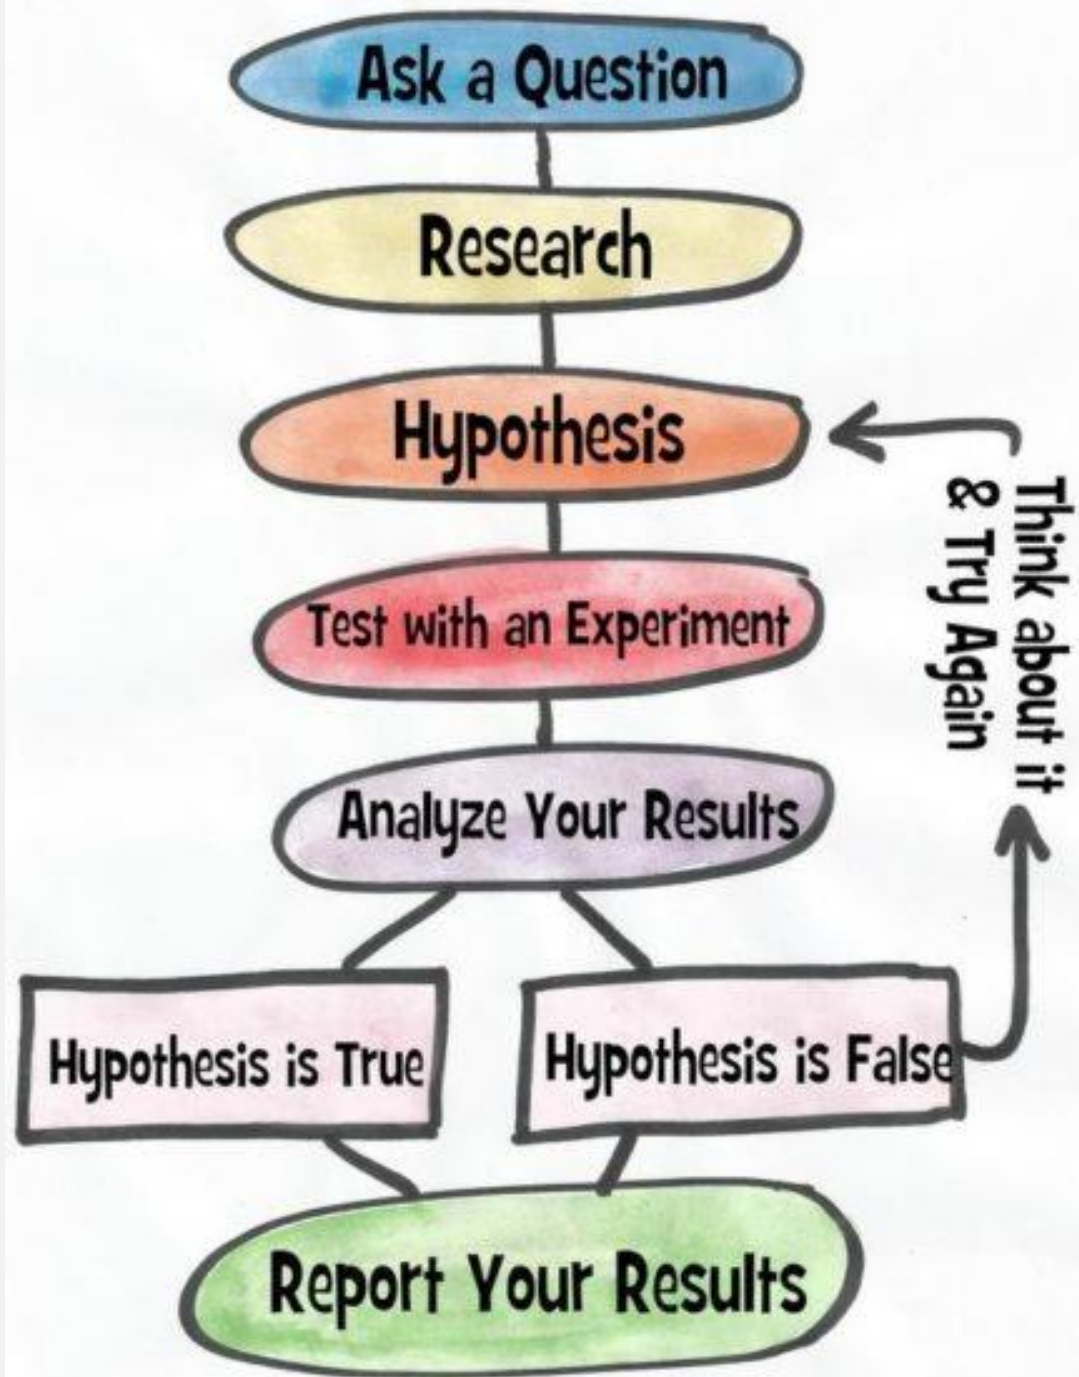 Ask a Question
Research
Hypothesis
Think about it
& Try Again
Test with an Experiment
Analyze Your Results
Hypothesis is True
Hypothesis is False
Report Your Results